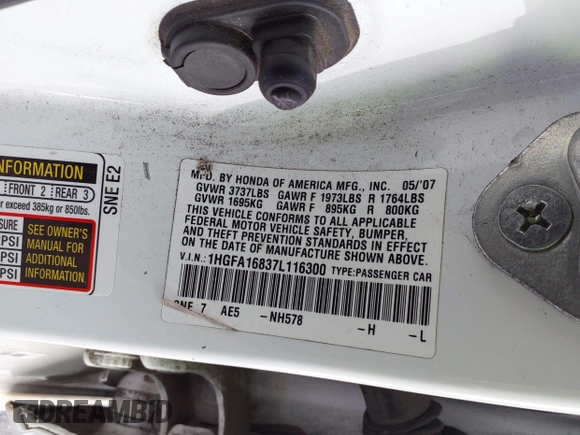 INFORMATION
FRONT 2 REAR 3
exceed 385kg or 850lbs.
SEE OWNER'S
PSI MANUAL FOR
PSI ADDITIONAL
PSI INFORMATION
SNE E2
MFD. BY HONDA OF AMERICA MFG., INC. 05/'07
GVWR 3737LBS GAWR F 1973LBS R 1764LBS
GVWR 1695KG GAWR F 895KG R 800KG
THIS VEHICLE CONFORMS TO ALL APPLICABLE
FEDERAL MOTOR VEHICLE SAFETY, BUMPER,
AND THEFT PREVENTION STANDARDS IN EFFECT
ON THE DATE OF MANUFACTURE SHOWN ABOVE.
V.I.N.:1HGFA16837L116300 TYPE:PASSENGER CAR
SNE 7 AE5 -NH578 -H -L
DREAMBID